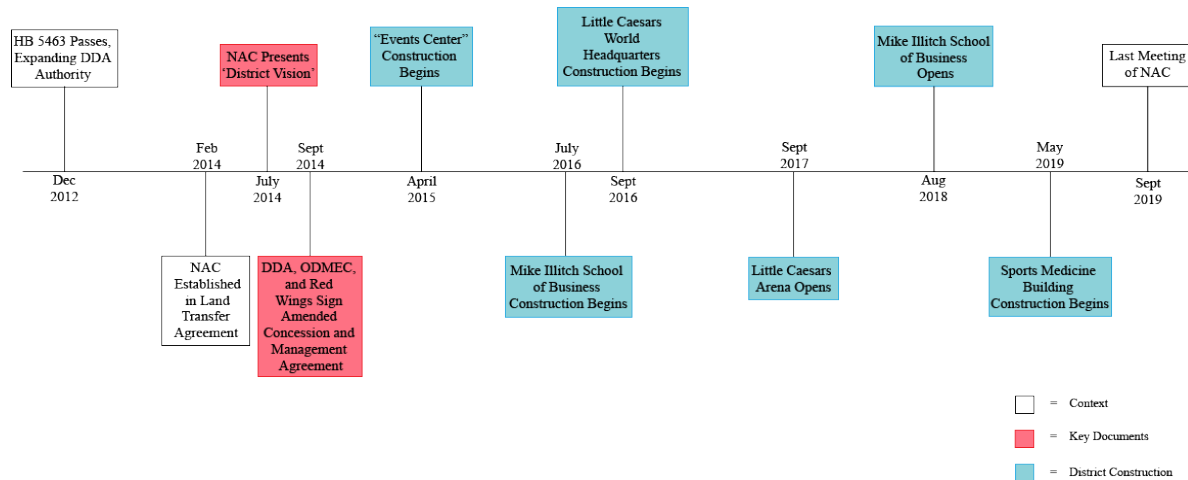 HB 5463 Passes,
Expanding DDA
Authority
NAC Presents
‘District Vision’
“Events Center”
Construction
Begins
Little Caesars
World
Headquarters
Construction Begins
Mike Illitch School
of Business
Opens
Last Meeting
of NAC
Feb
2014
Sept
2014
July
2016
Sept
2017
May
2019
Dec
2012
July
2014
April
2015
Sept
2016
Aug
2018
Sept
2019
NAC
Established
in Land
Transfer
Agreement
DDA, ODMEC,
and Red
Wings Sign
Amended
Concession and
Management
Agreement
Mike Illitch School
of Business
Construction Begins
Little Caesars
Arena Opens
Sports Medicine
Building
Construction Begins
= Context
= Key Documents
= District Construction